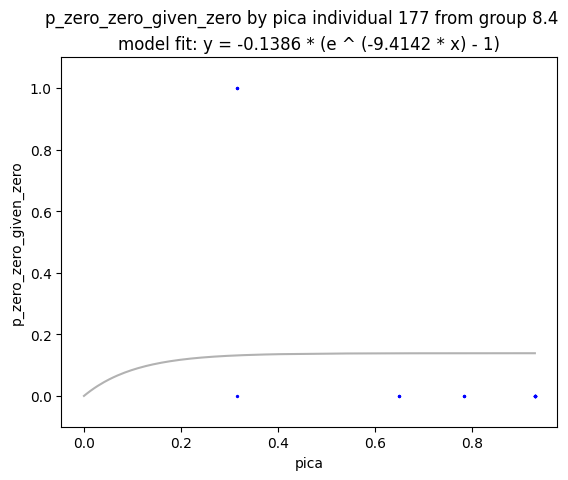 p_zero_zero_given_zero by pica individual 177 from group 8.4
model fit: y = -0.1386 * (e ^ (-9.4142 * x) - 1)
1.0
0.8
0.6
0.4
0.2
0.0
p_zero_zero_given_zero
0.0 0.2 0.4 0.6 0.8
pica